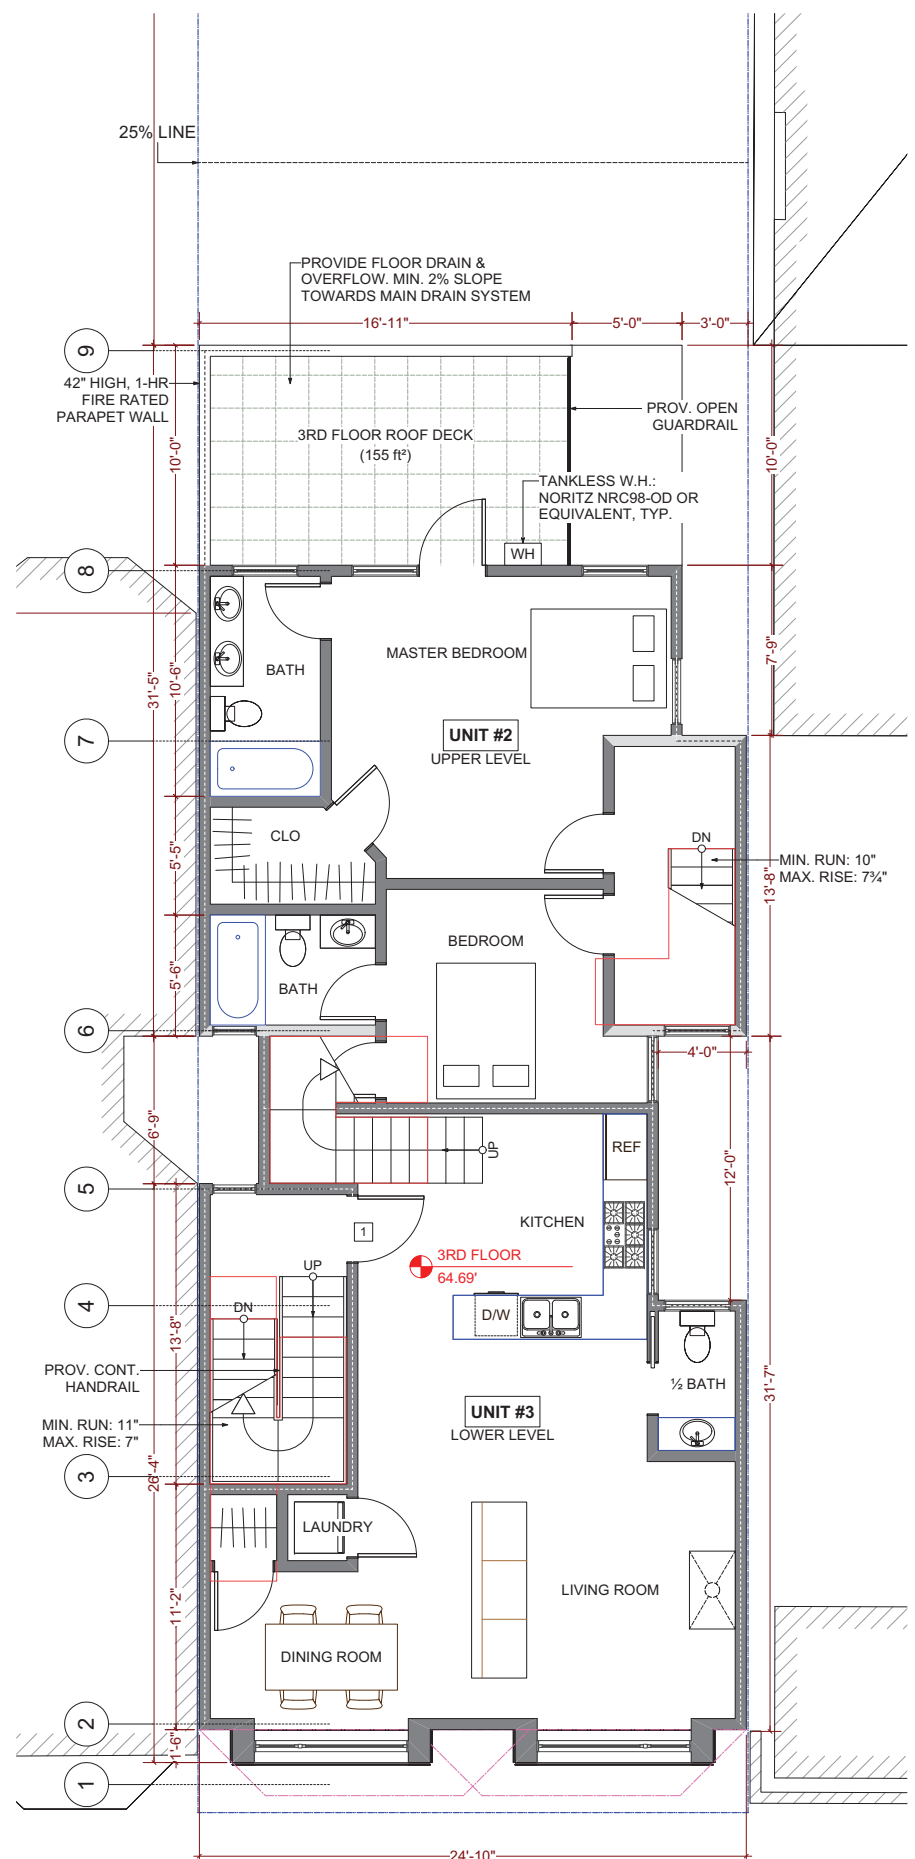 25% LINE
PROVIDE FLOOR DRAIN &
OVERFLOW. MIN. 2% SLOPE
TOWARDS MAIN DRAIN SYSTEM
16'-11"
5'-0"
3'-0"
9
42" HIGH, 1-HR
FIRE RATED
PARAPET WALL
10'-0"
3RD FLOOR ROOF DECK
(155 ft²)
PROV. OPEN
GUARDRAIL
10'-0"
TANKLESS W.H.:
NORITZ NRC98-OD OR
EQUIVALENT, TYP.
WH
8
31'-5"
10'-6"
BATH
MASTER BEDROOM
7'-9"
7
UNIT #2
UPPER LEVEL
CLO
5'-5"
DN
MIN. RUN: 10"
MAX. RISE: 7¾"
13'-8"
5'-6"
BATH
BEDROOM
6
4'-0"
6'-9"
UP
REF
12'-0"
5
1
KITCHEN
3RD FLOOR
64.69'
UP
DN
4
13'-8"
D/W
PROV. CONT.
HANDRAIL
½ BATH
31'-7"
MIN. RUN: 11"
MAX. RISE: 7"
UNIT #3
LOWER LEVEL
3
26'-4"
LAUNDRY
11'-2"
LIVING ROOM
DINING ROOM
2
1'-6"
1
24'-10"